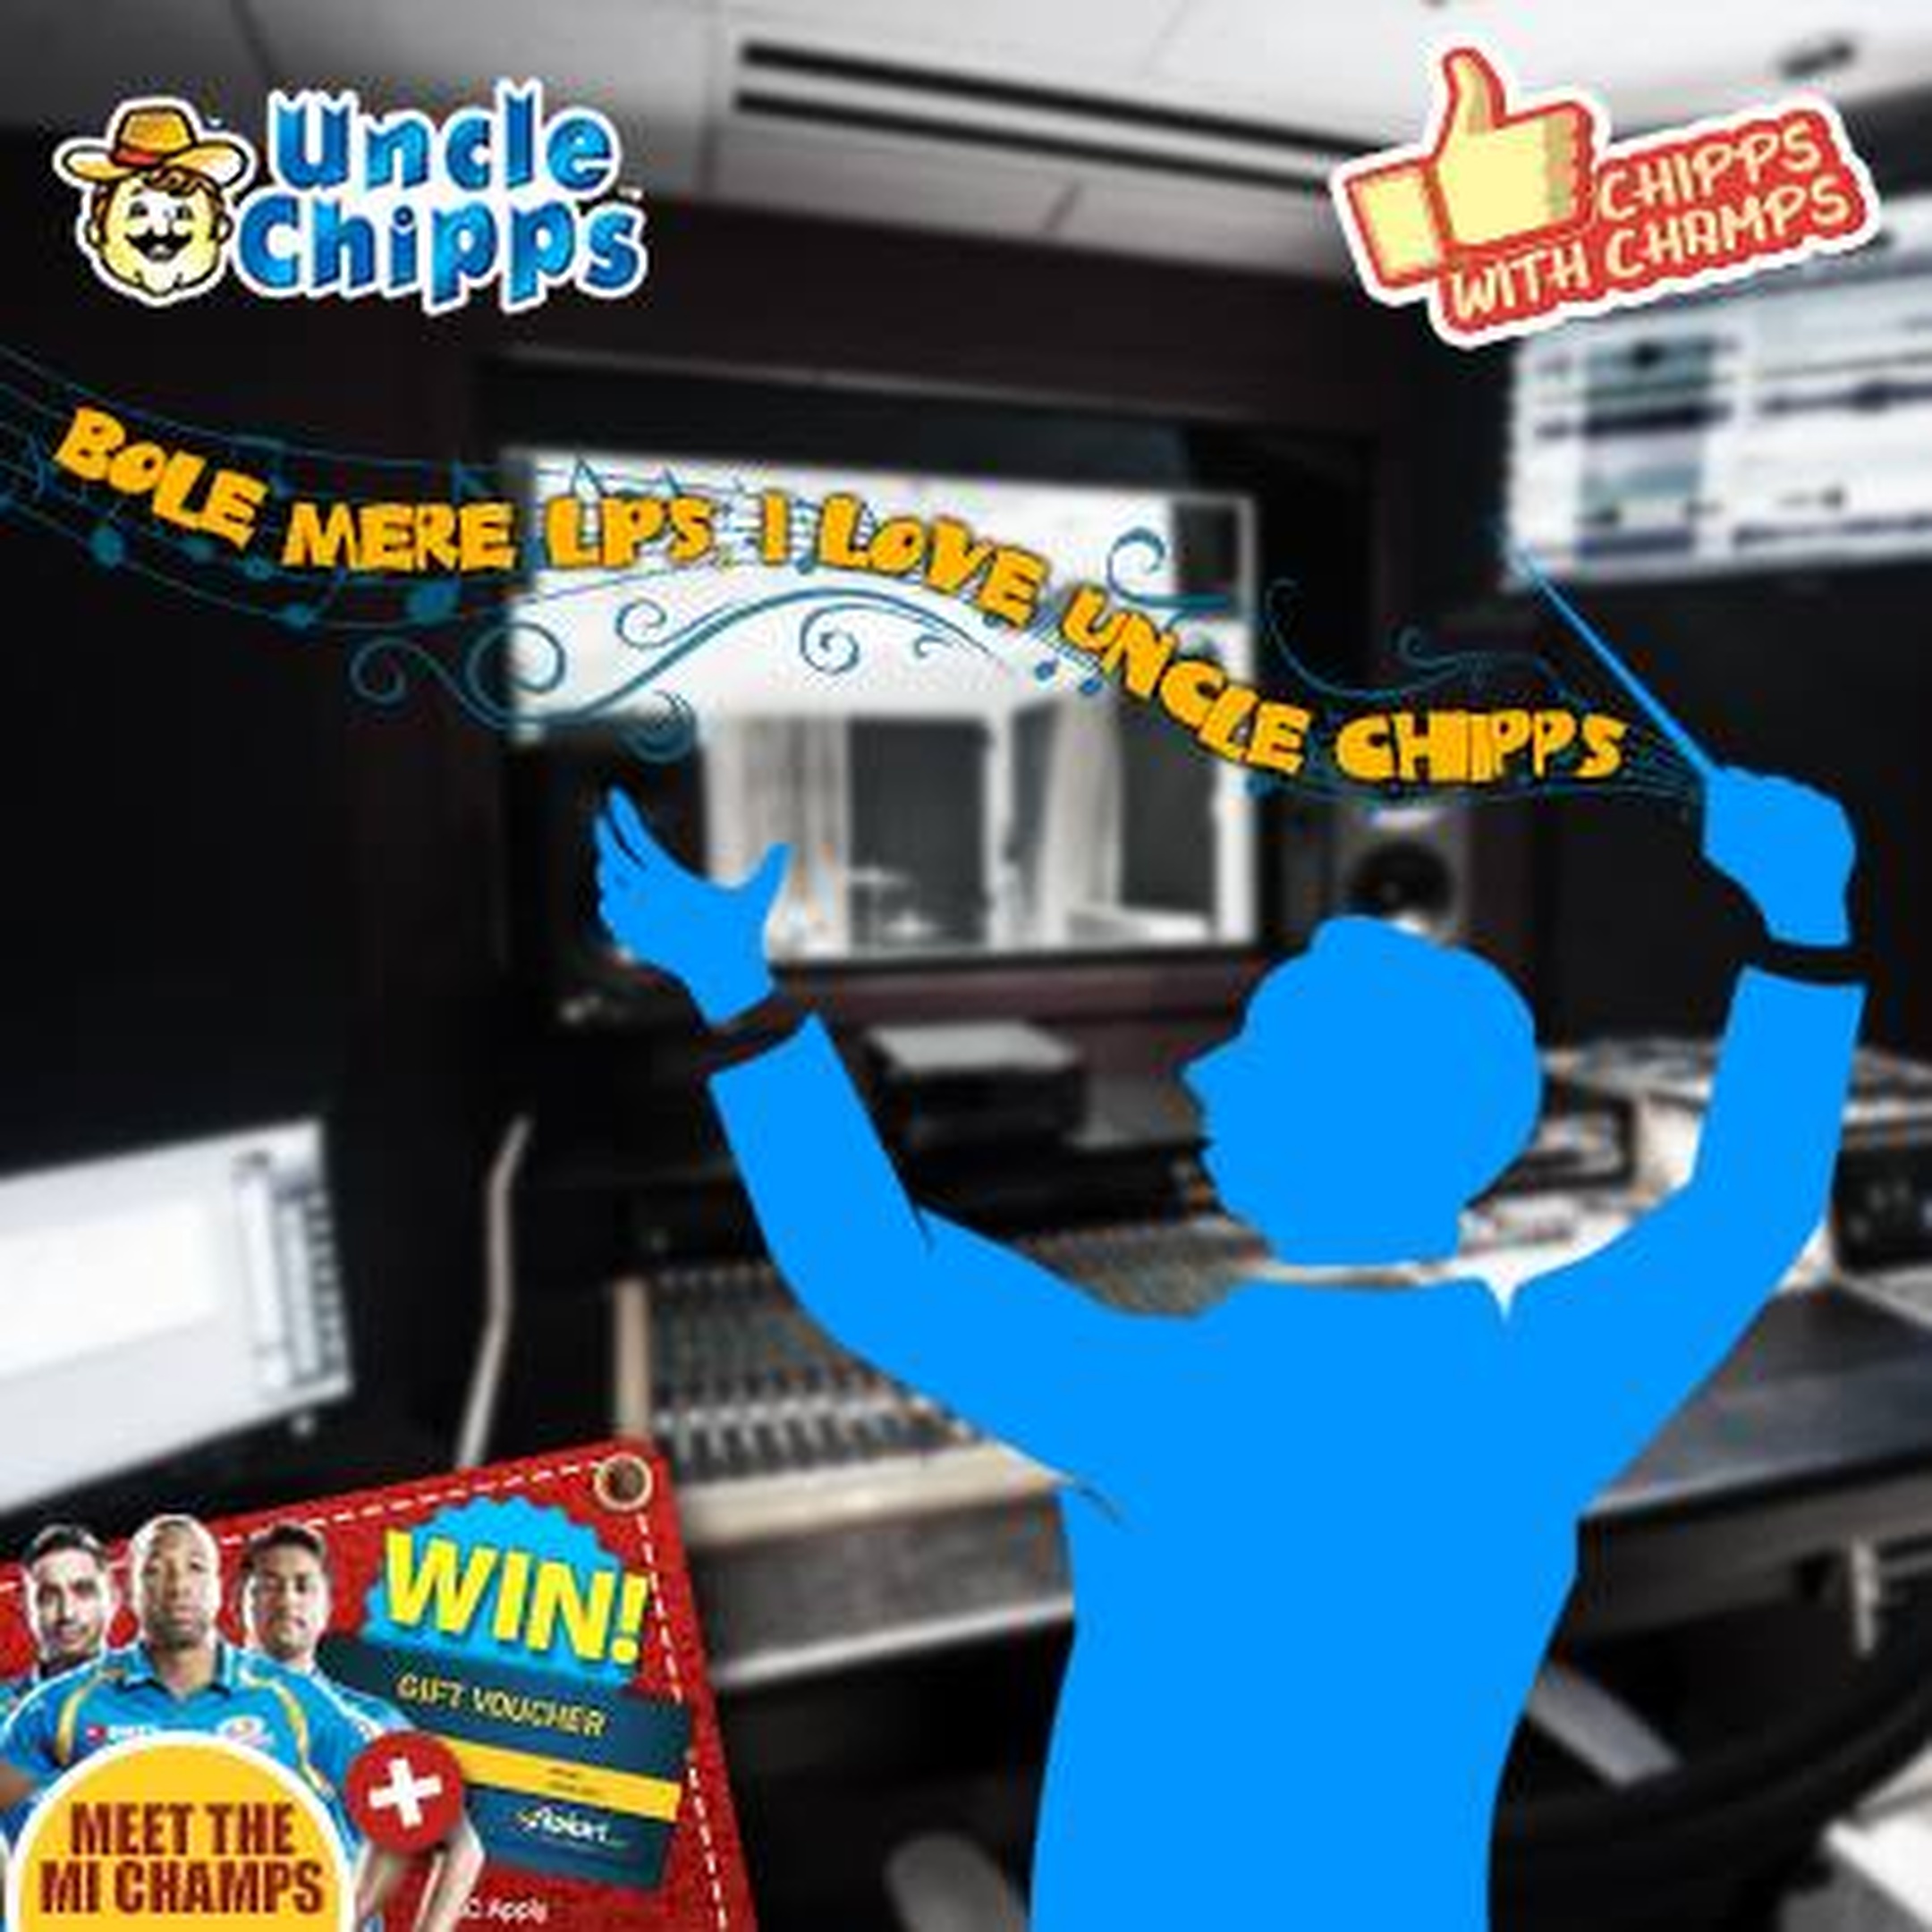 Uncle
Chipps
CHIPPS
WITH CHAMPS
BOLE MERE LIPS, I LOVE UNCLE CHIPPS
WIN!
GIFT VOUCHER
MEET THE
MI CHAMPS